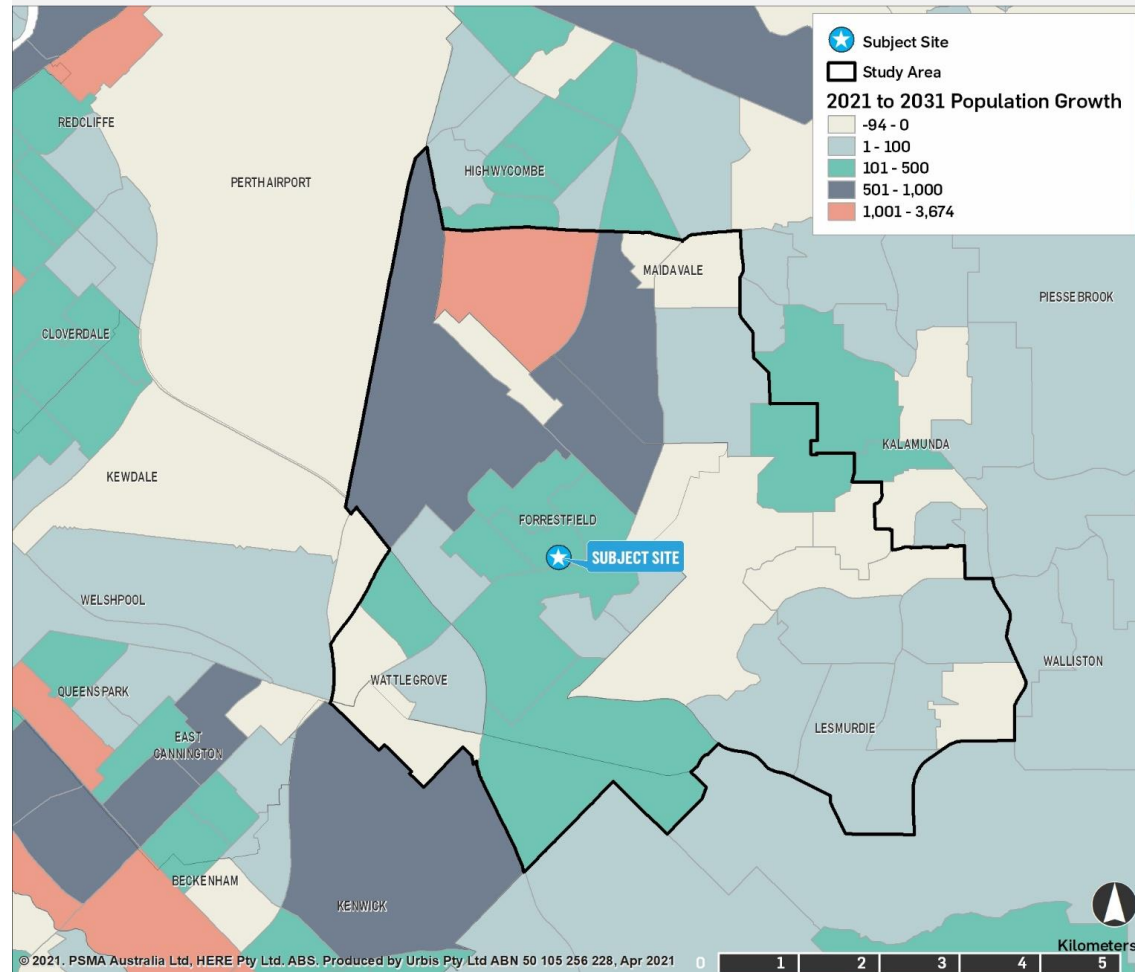 Subject Site
Study Area
2021 to 2031 Population Growth
-94 - 0
1 - 100
101 - 500
501 - 1,000
1,001 - 3,674
REDCLIFFE
PERTH AIRPORT
HIGH WYCOMBE
MAIDA VALE
PIESSE BROOK
CLOVERDALE
KALAMUNDA
KEWDALE
FORRESTFIELD
SUBJECT SITE
WELSHPOOL
WALLISTON
WATTLE GROVE
QUEENS PARK
LESMURDIE
EAST
CANNINGTON
BECKENHAM
KENWICK
Kilometers
© 2021. PSMA Australia Ltd, HERE Pty Ltd. ABS. Produced by Urbis Pty Ltd ABN 50 105 256 228, Apr 2021
0 1 2 3 4 5